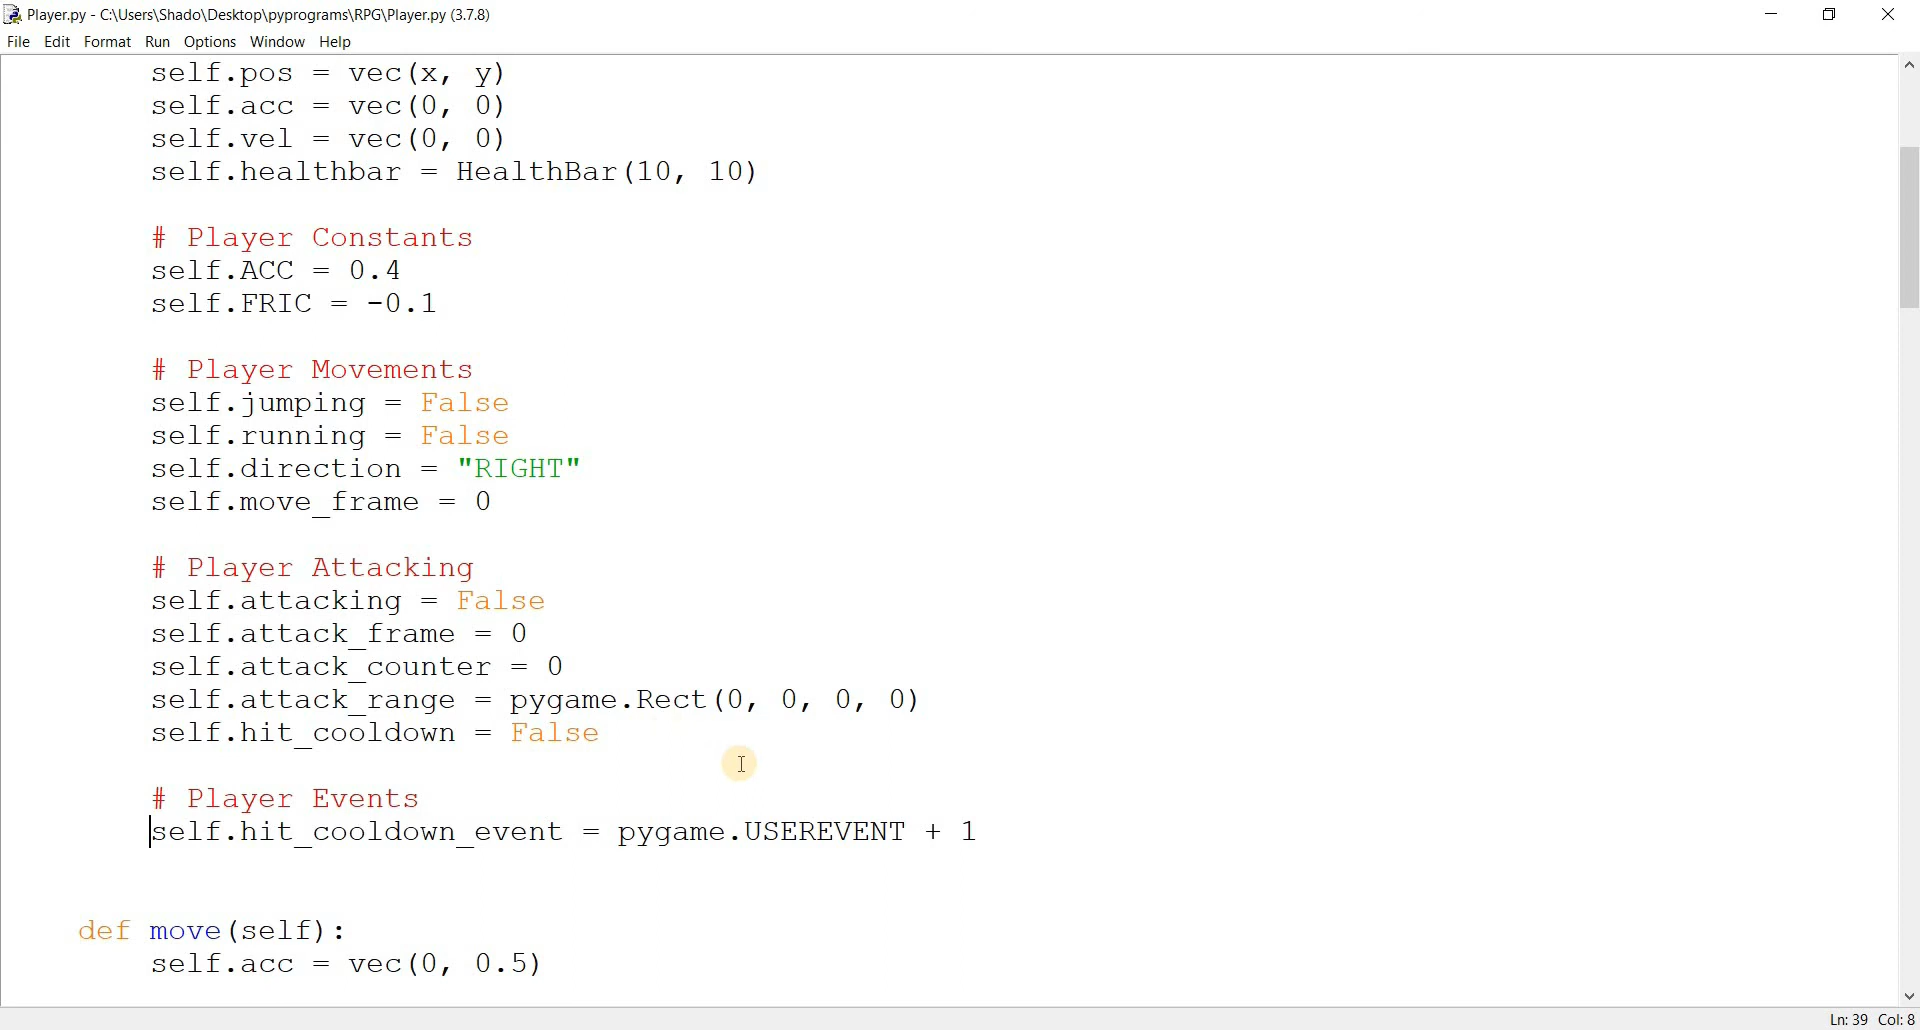 Player.py - C:\Users\Shado\Desktop\pyprograms\RPG\Player.py (3.7.8)
File Edit Format Run Options Window Help
self.pos = vec(x, y)
self.acc = vec(0, 0)
self.vel = vec(0, 0)
self.healthbar = HealthBar(10, 10)
# Player Constants
self.ACC = 0.4
self.FRIC = -0.1
# Player Movements
self.jumping = False
self.running = False
self.direction = "RIGHT"
self.move_frame = 0
# Player Attacking
self.attacking = False
self.attack_frame = 0
self.attack_counter = 0
self.attack_range = pygame.Rect(0, 0, 0, 0)
self.hit_cooldown = False
# Player Events
self.hit_cooldown_event = pygame.USEREVENT + 1
def move(self):
self.acc = vec(0, 0.5)
Ln: 39 Col: 8